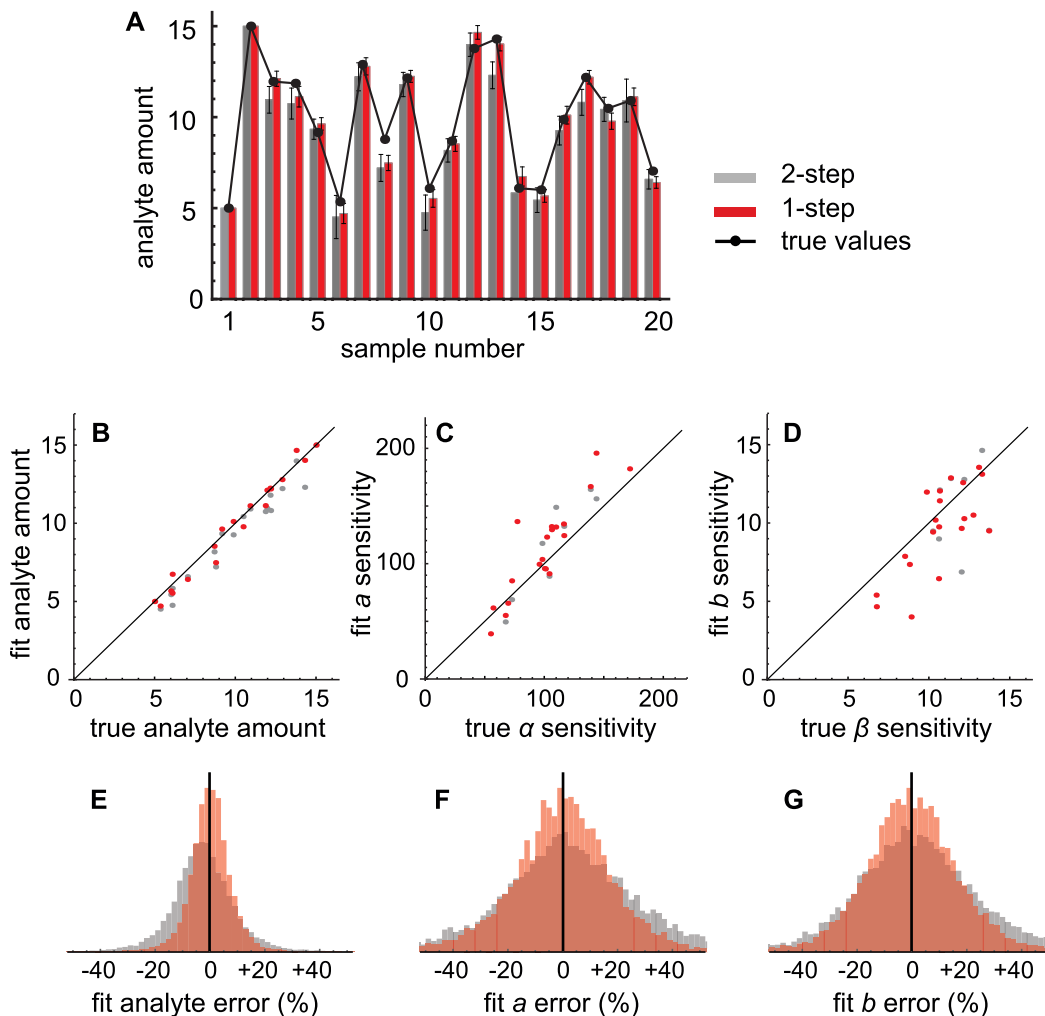 A
analyte amount
15
10
5
0
1 5 10 15 20
sample number
2-step
1-step
true values
B
fit analyte amount
15
10
5
0
0 5 10 15
true analyte amount
C
fit a sensitivity
200
100
0
0 100 200
true α sensitivity
D
fit b sensitivity
15
10
5
0
0 5 10 15
true β sensitivity
E
-40 -20 0 +20 +40
fit analyte error (%)
F
-40 -20 0 +20 +40
fit a error (%)
G
-40 -20 0 +20 +40
fit b error (%)